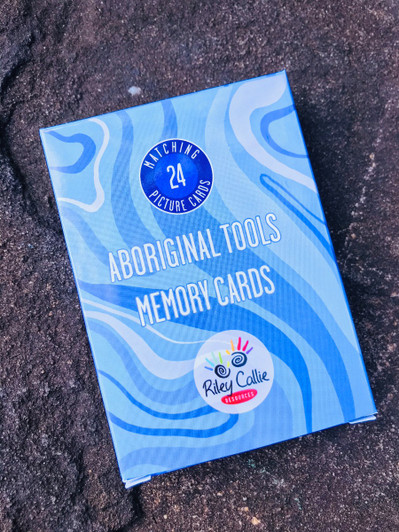 MATCHING
24
PICTURE CARDS
ABORIGINAL TOOLS
MEMORY CARDS
Riley Callie
RESOURCES